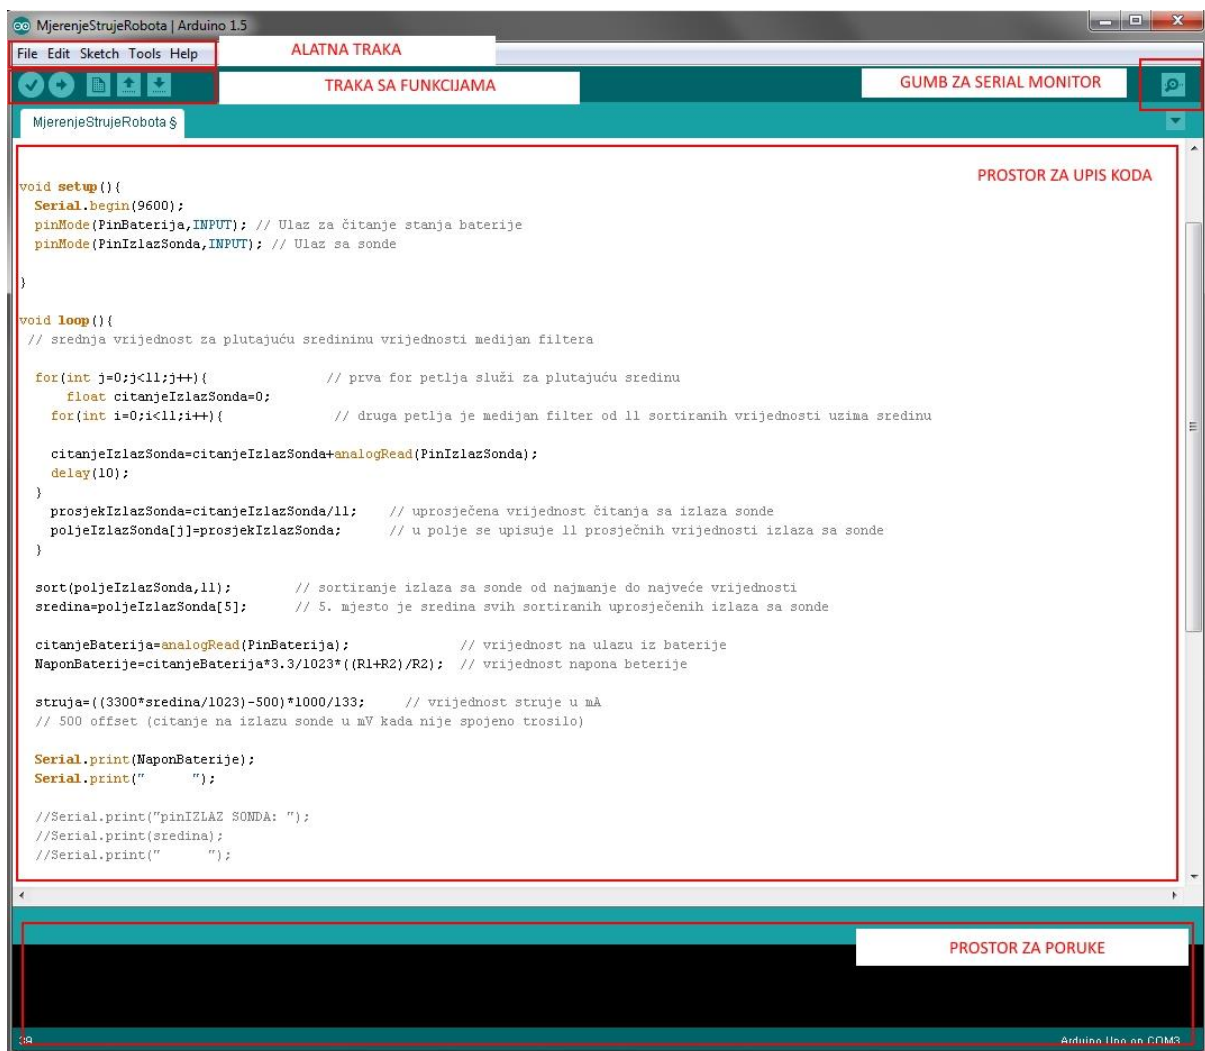 MjerenjeStrujeRobota | Arduino 1.5
File Edit Sketch Tools Help
ALATNA TRAKA
TRAKA SA FUNKCIJAMA
GUMB ZA SERIAL MONITOR
MjerenjeStrujeRobota §
PROSTOR ZA UPIS KODA
void setup(){
Serial.begin(9600);
pinMode(PinBaterija,INPUT); // Ulaz za čitanje stanja baterije
pinMode(PinIzlazSonda,INPUT); // Ulaz sa sonde
}
void loop(){
// srednja vrijednost za plutajuću sredininu vrijednosti medijan filtera
for(int j=0;j<11;j++){ // prva for petlja služi za plutajuću sredinu
float citanjeIzlazSonda=0;
for(int i=0;i<11;i++){ // druga petlja je medijan filter od 11 sortiranih vrijednosti uzima sredinu
citanjeIzlazSonda=citanjeIzlazSonda+analogRead(PinIzlazSonda);
delay(10);
}
prosjekIzlazSonda=citanjeIzlazSonda/11; // uprosječena vrijednost čitanja sa izlaza sonde
poljeIzlazSonda[j]=prosjekIzlazSonda; // u polje se upisuje 11 prosječnih vrijednosti izlaza sa sonde
}
sort(poljeIzlazSonda,11); // sortiranje izlaza sa sonde od najmanje do najveće vrijednosti
sredina=poljeIzlazSonda[5]; // 5. mjesto je sredina svih sortiranih uprosječenih izlaza sa sonde
citanjeBaterija=analogRead(PinBaterija); // vrijednost na ulazu iz baterije
NaponBaterije=citanjeBaterija*3.3/1023*((R1+R2)/R2); // vrijednost napona beterije
struja=((3300*sredina/1023)-500)*1000/133; // vrijednost struje u mA
// 500 offset (citanje na izlazu sonde u mV kada nije spojeno trosilo)
Serial.print(NaponBaterije);
Serial.print("      ");
//Serial.print("pinIZLAZ SONDA: ");
//Serial.print(sredina);
//Serial.print("      ");
PROSTOR ZA PORUKE
39
Arduino Uno on COM3